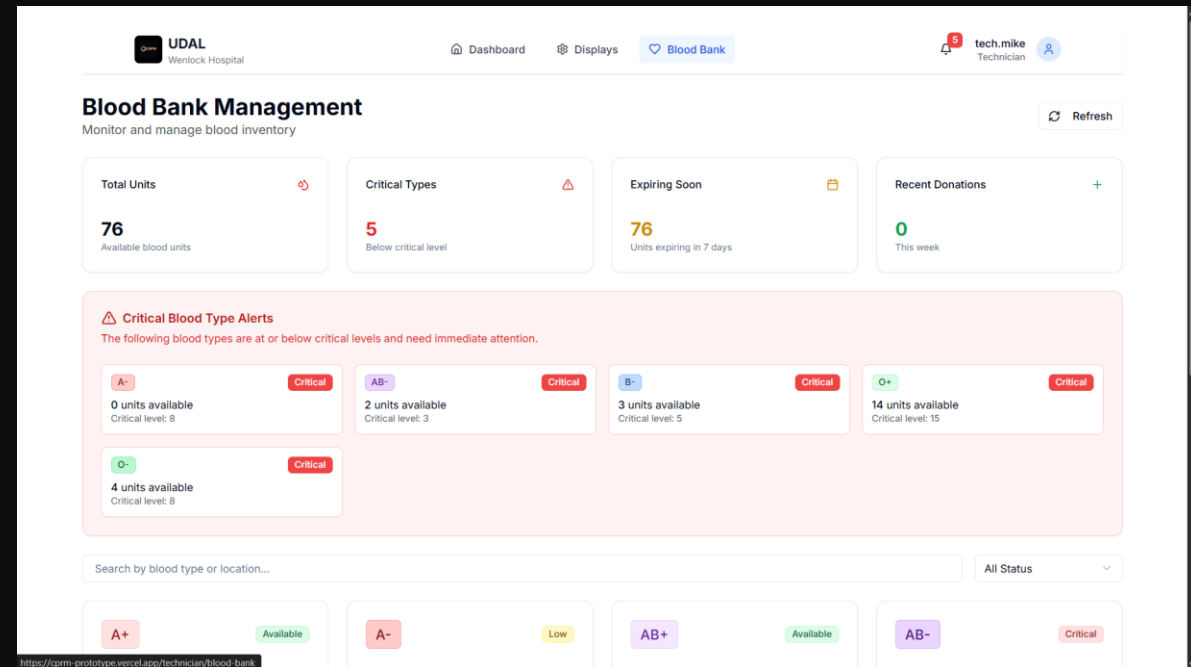 UDAL
Wenlock Hospital
Dashboard
Displays
Blood Bank
5
tech.mike
Technician
Blood Bank Management
Monitor and manage blood inventory
Refresh
Total Units
76
Available blood units
Critical Types
5
Below critical level
Expiring Soon
76
Units expiring in 7 days
Recent Donations
0
This week
Critical Blood Type Alerts
The following blood types are at or below critical levels and need immediate attention.
A-
Critical
0 units available
Critical level: 8
AB-
Critical
2 units available
Critical level: 3
B-
Critical
3 units available
Critical level: 5
O+
Critical
14 units available
Critical level: 15
O-
Critical
4 units available
Critical level: 8
Search by blood type or location...
All Status
A+
Available
A-
Low
AB+
Available
AB-
Critical
https://cprm-prototype.vercel.app/technician/blood-bank